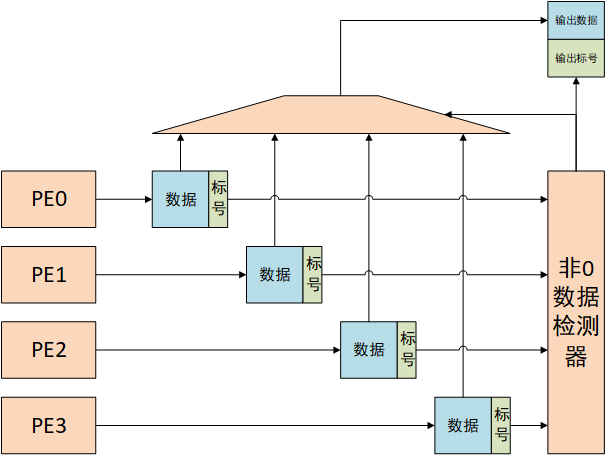 输出数据
输出标号
PE0
数据
标
号
PE1
数据
标
号
PE2
数据
标
号
PE3
数据
标
号
非0
数据
检测
器